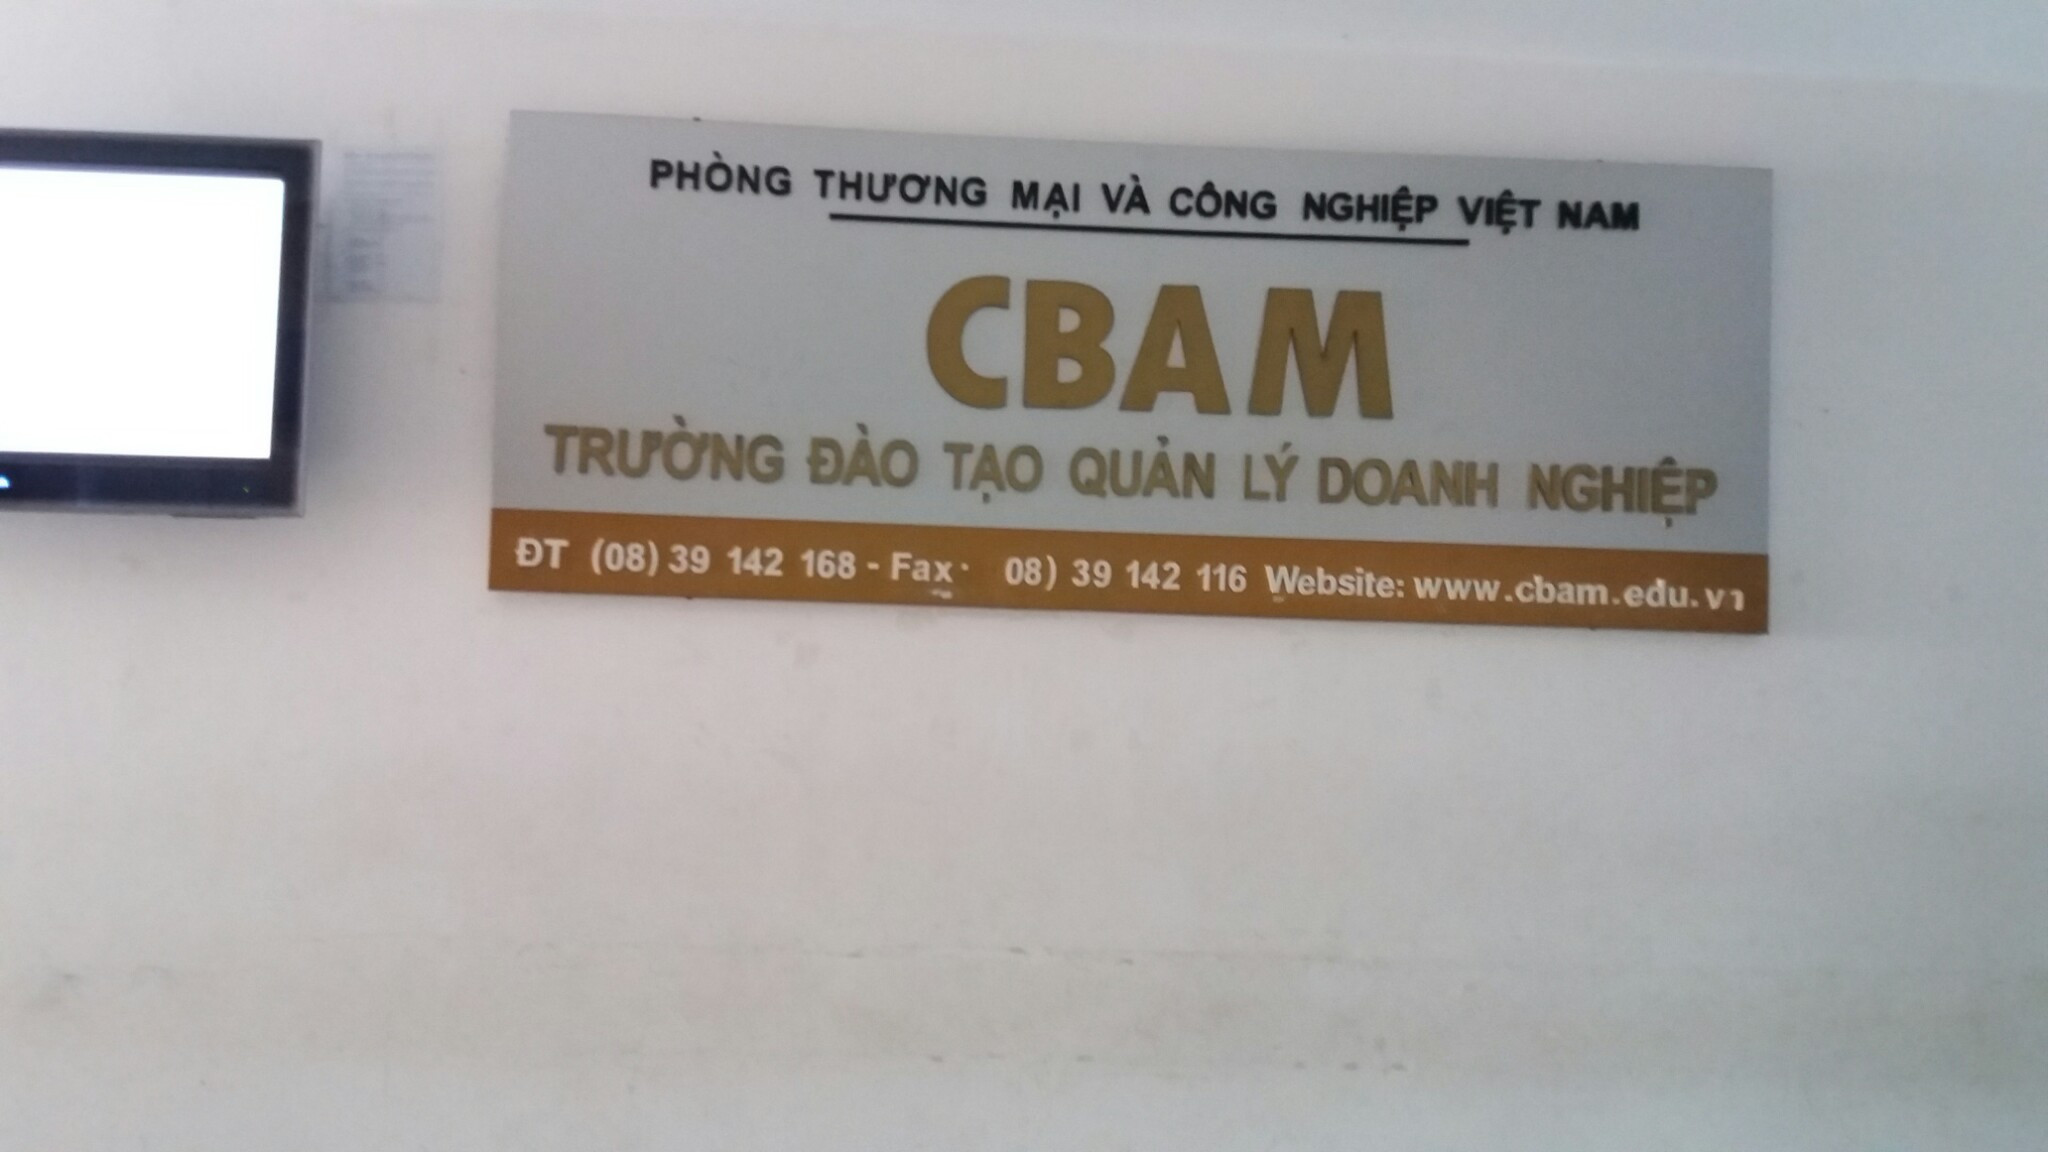 PHÒNG THƯƠNG MẠI VÀ CÔNG NGHIỆP VIỆT NAM
CBAM
TRƯỜNG ĐÀO TẠO QUẢN LÝ DOANH NGHIỆP
ĐT (08) 39 142 168 - Fax: 08) 39 142 116 Website: www.cbam.edu.vn